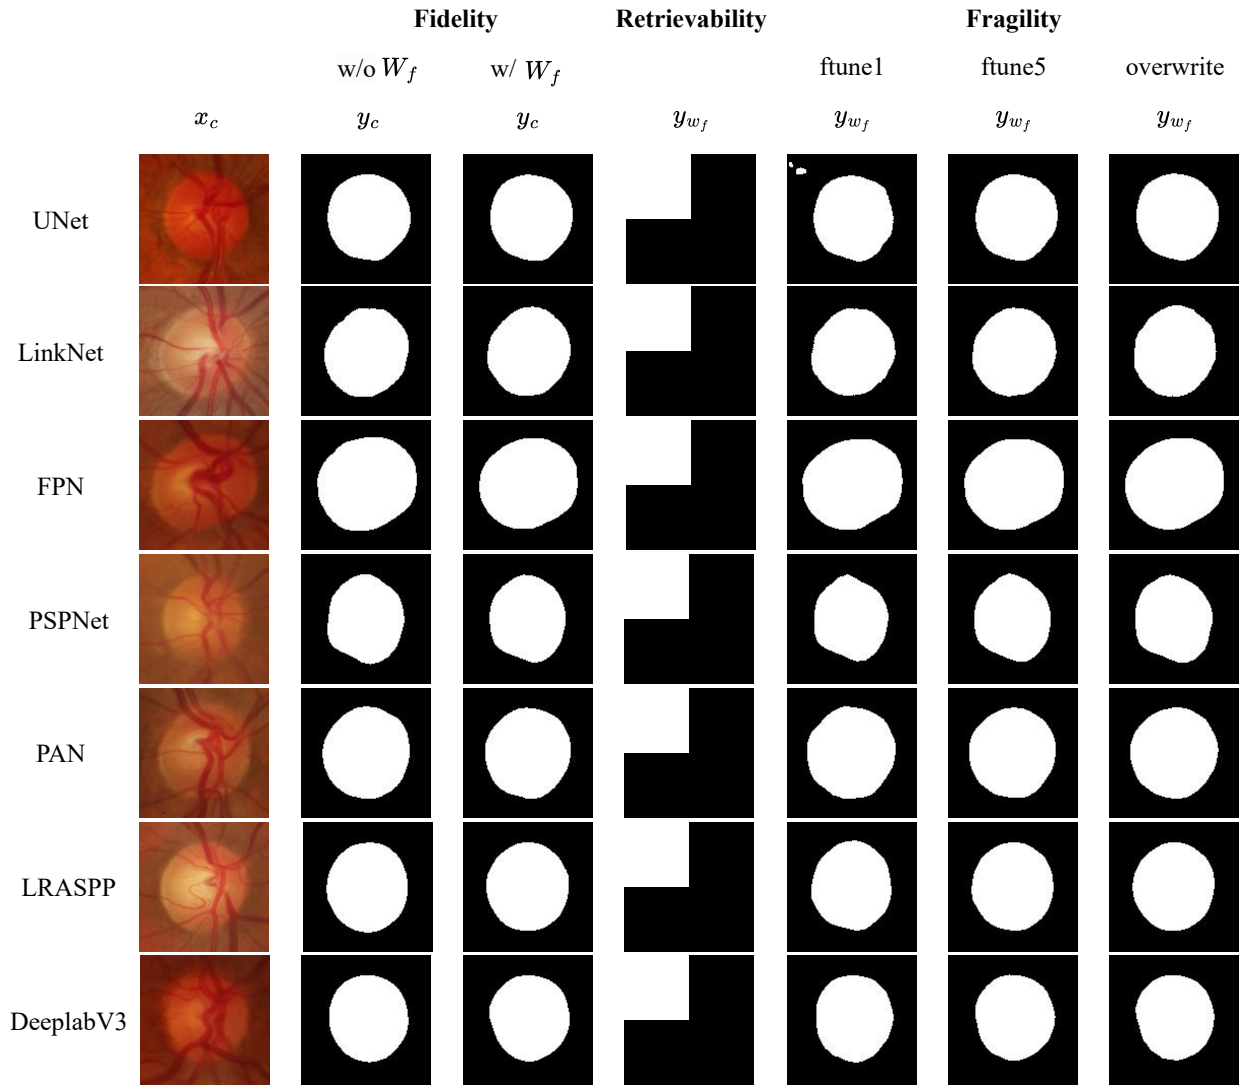 Fidelity Retrievability Fragility
w/o W_f w/ W_f ftune1 ftune5 overwrite
x_c y_c y_c y_{w_f} y_{w_f} y_{w_f} y_{w_f}
UNet
LinkNet
FPN
PSPNet
PAN
LRASPP
DeeplabV3